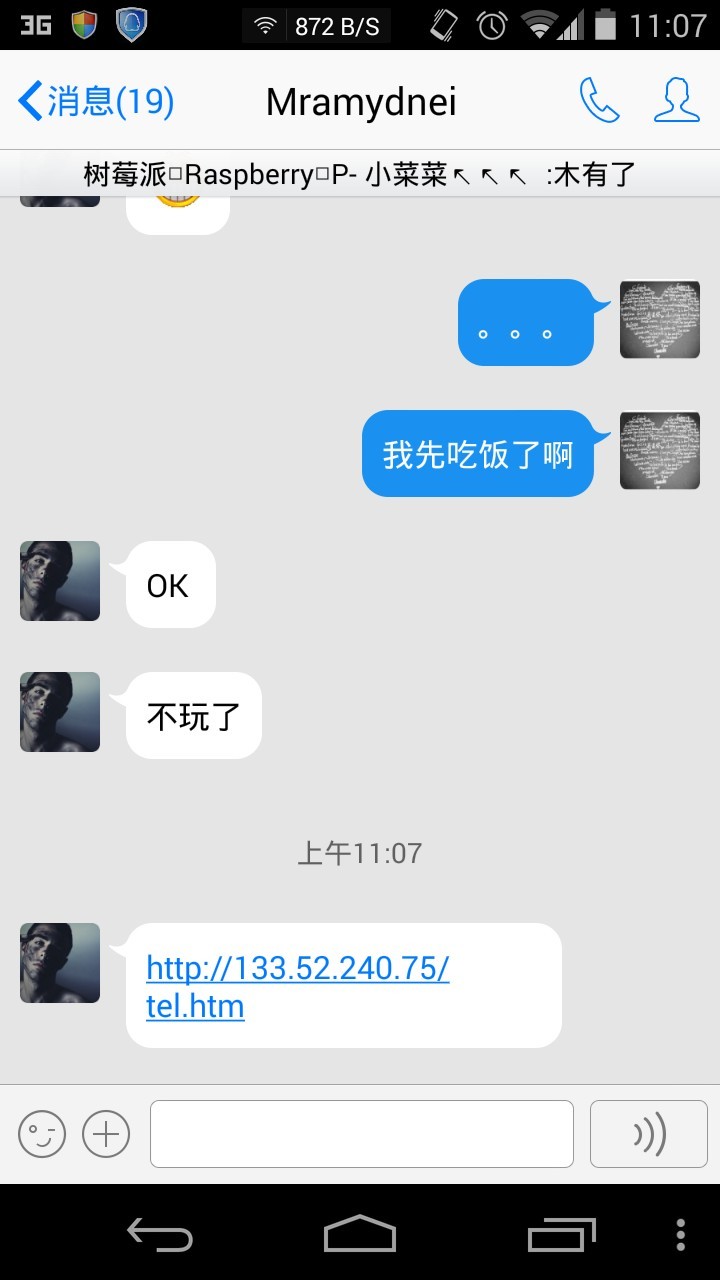 3G 872 B/S 11:07
消息(19) Mramydnei
树莓派□Raspberry□P- 小菜菜↖↖↖ :木有了
。。。
我先吃饭了啊
OK
不玩了
上午11:07
http://133.52.240.75/
tel.htm